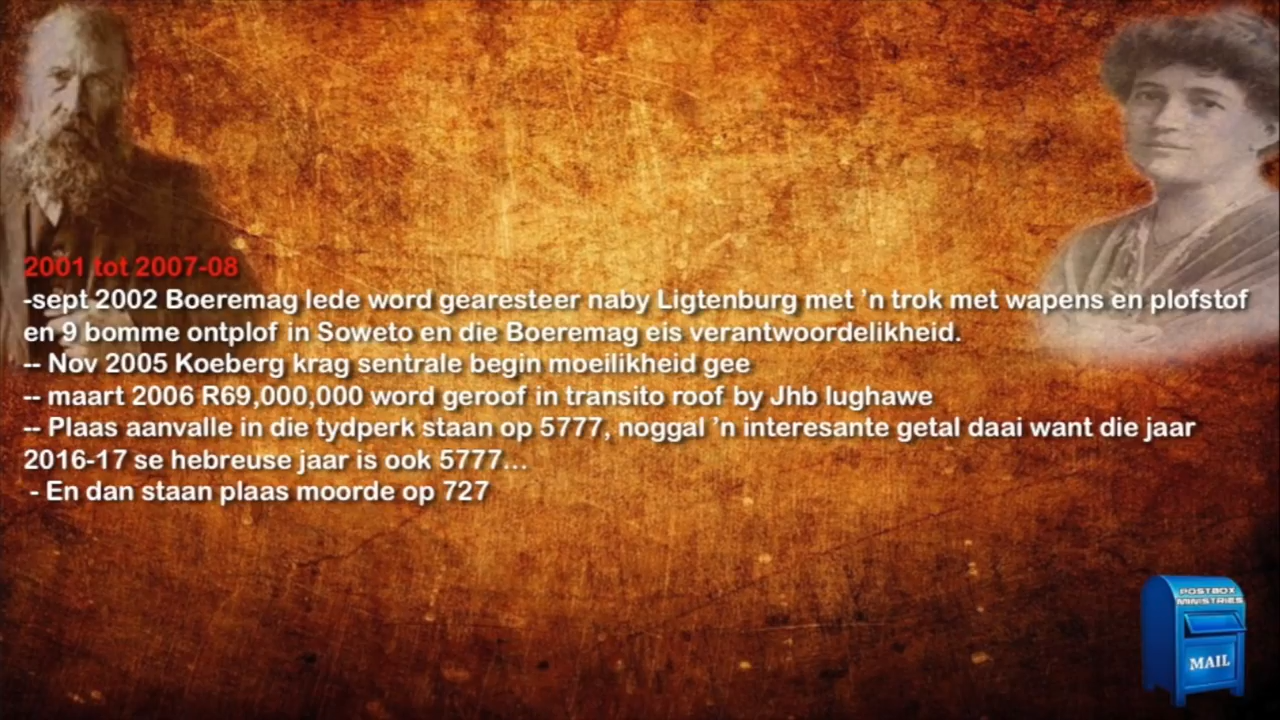 2001 tot 2007-08
-sept 2002 Boeremag lede word gearesteer naby Ligtenburg met ’n trok met wapens en plofstof
en 9 bomme ontplof in Soweto en die Boeremag eis verantwoordelikheid.
-- Nov 2005 Koeberg krag sentrale begin moeilikheid gee
-- maart 2006 R69,000,000 word geroof in transito roof by Jhb lughawe
-- Plaas aanvalle in die tydperk staan op 5777, noggal ’n interesante getal daai want die jaar
2016-17 se hebreuse jaar is ook 5777...
- En dan staan plaas moorde op 727
POSTBOX
MINISTRIES
MAIL